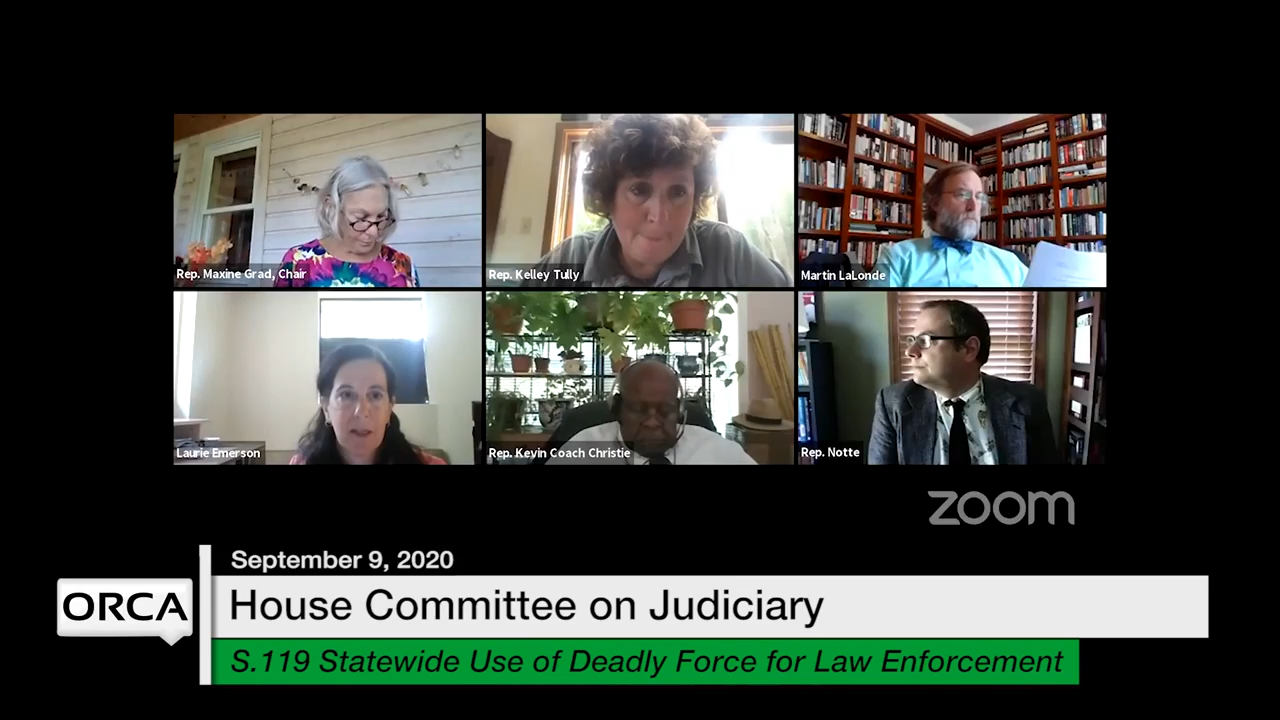 Rep. Maxine Grad, Chair
Rep. Kelley Tully
Martin LaLonde
Laurie Emerson
Rep. Kevin Coach Christie
Rep. Notte
zoom
September 9, 2020
ORCA
House Committee on Judiciary
S.119 Statewide Use of Deadly Force for Law Enforcement